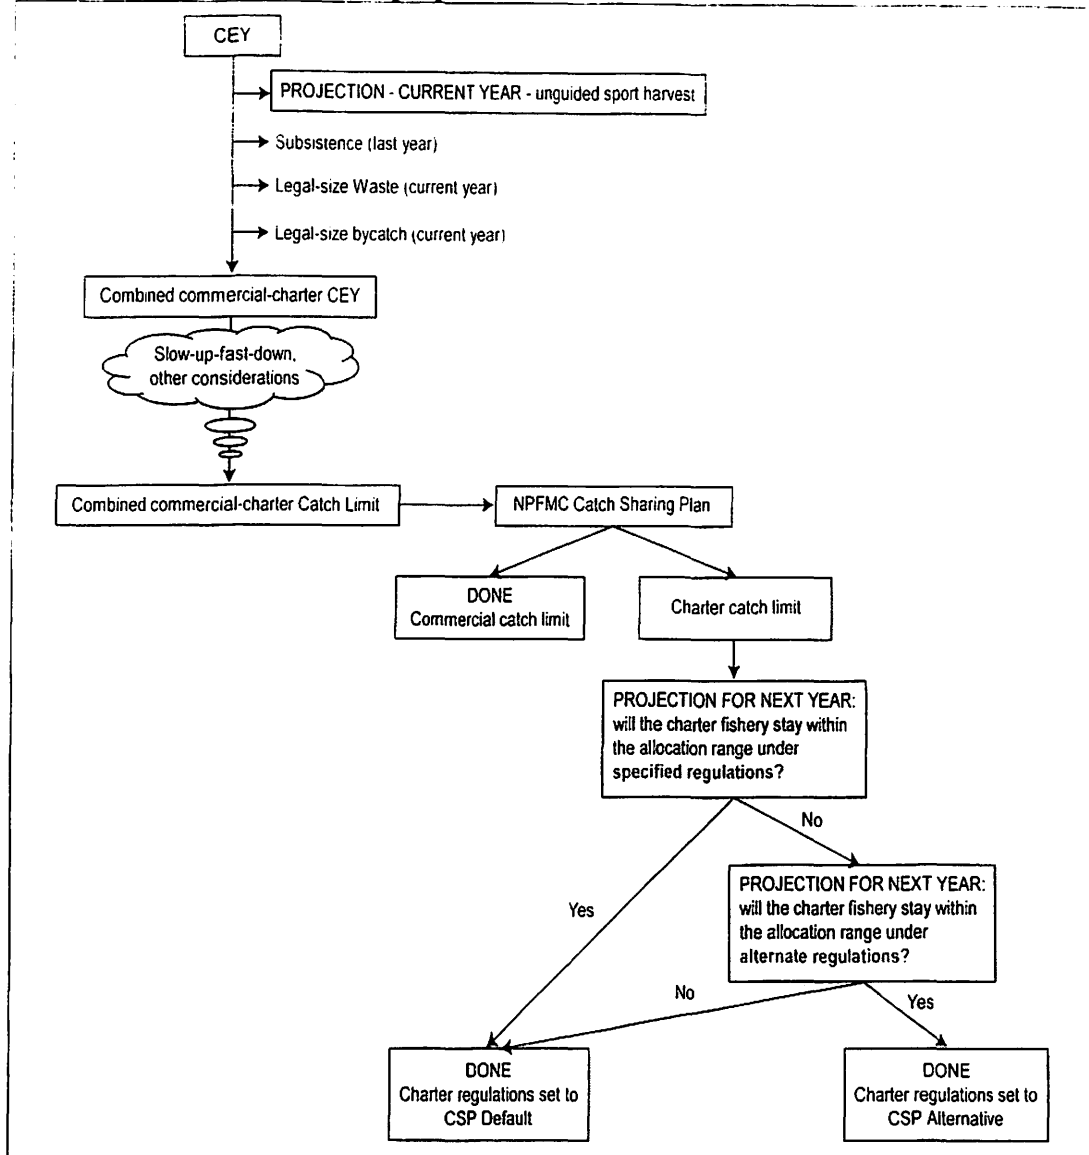 CEY
PROJECTION - CURRENT YEAR - unguided sport harvest
Subsistence (last year)
Legal-size Waste (current year)
Legal-size bycatch (current year)
Combined commercial-charter CEY
Slow-up-fast-down,
other considerations
Combined commercial-charter Catch Limit
NPFMC Catch Sharing Plan
DONE
Commercial catch limit
Charter catch limit
PROJECTION FOR NEXT YEAR:
will the charter fishery stay within
the allocation range under
specified regulations?
No
Yes
PROJECTION FOR NEXT YEAR:
will the charter fishery stay within
the allocation range under
alternate regulations?
No
Yes
DONE
Charter regulations set to
CSP Default
DONE
Charter regulations set to
CSP Alternative